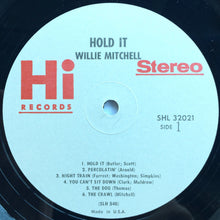 HOLD IT
WILLIE MITCHELL
Hi
RECORDS
Stereo
SHL 32021
SIDE 1
1. HOLD IT (Butler, Scott)
2. PERCOLATIN' (Arnold)
3. NIGHT TRAIN (Forrest; Washington; Simpkins)
4. YOU CAN'T SIT DOWN (Clark; Muldrow)
5. THE DOG (Thomas)
6. THE CRAWL (Mitchell)
(SLH 840)
Made in U.S.A.